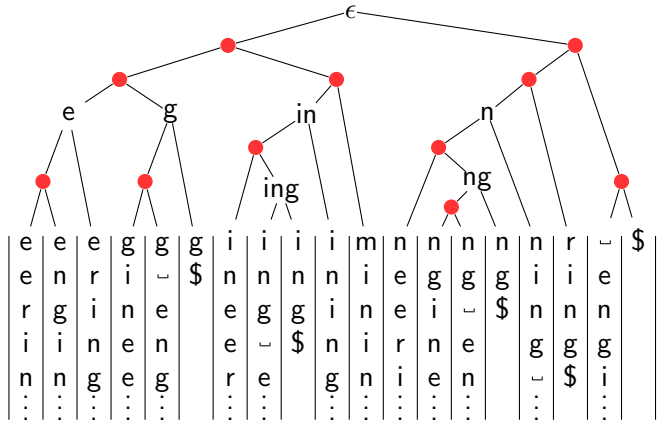 ϵ
e g in n
ing ng
e e e g g g i i i i m n n n n n r ␣ $
e n r i ␣ $ n n n n i e g g g i i e
r g i n e e g g i n e i ␣ $ n n n
i i n e n e ␣ $ n i r n e g g g
n n g e g r e g n i e n ␣ $ i
⋮ ⋮ ⋮ ⋮ ⋮ ⋮ ⋮ ⋮ ⋮ ⋮ ⋮ ⋮ ⋮ ⋮